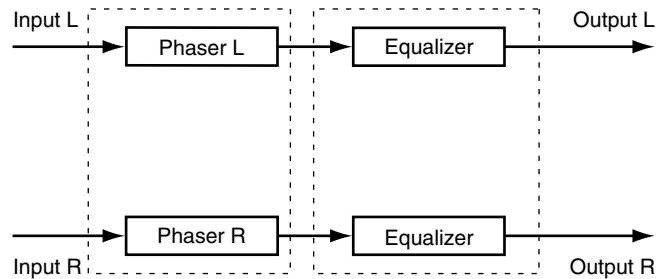 Input L
Output L
Phaser L
Equalizer
Phaser R
Equalizer
Input R
Output R